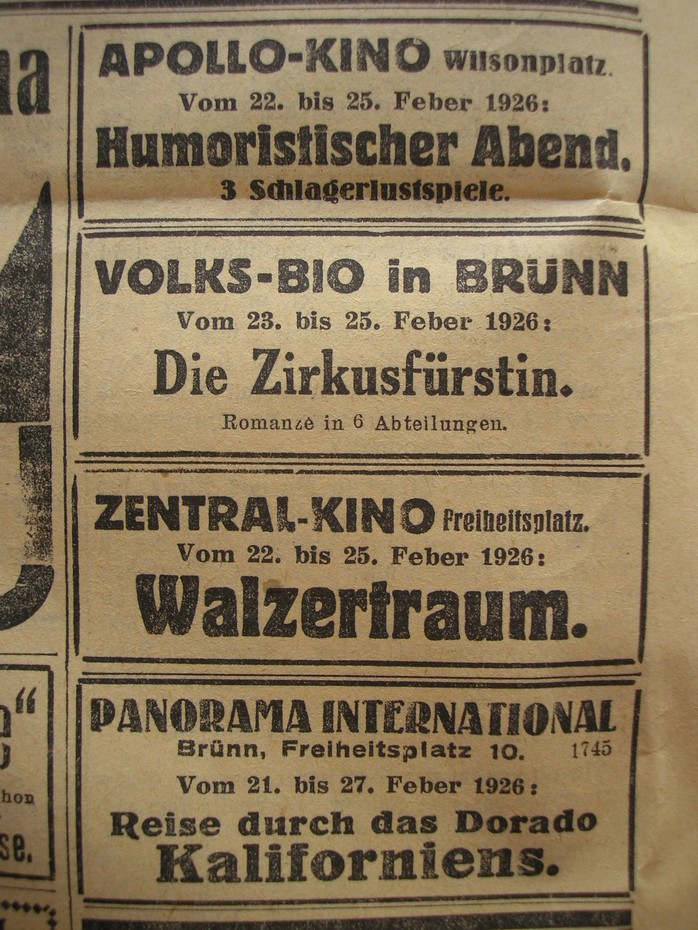 APOLLO-KINO Wilsonplatz.
Vom 22. bis 25. Feber 1926:
Humoristischer Abend.
3 Schlagerlustspiele.
VOLKS-BIO in BRÜNN
Vom 23. bis 25. Feber 1926:
Die Zirkusfürstin.
Romanze in 6 Abteilungen.
ZENTRAL-KINO Freiheitsplatz.
Vom 22. bis 25. Feber 1926:
Walzertraum.
PANORAMA INTERNATIONAL
Brünn, Freiheitsplatz 10. 1745
Vom 21. bis 27. Feber 1926:
Reise durch das Dorado
Kaliforniens.